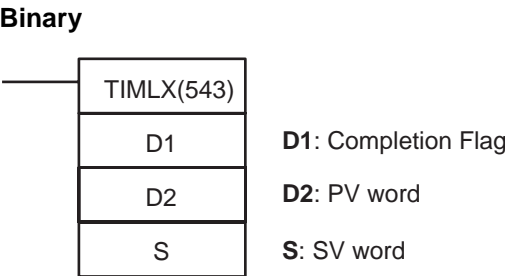 Binary
TIMLX(543)
D1 D1: Completion Flag
D2 D2: PV word
S S: SV word